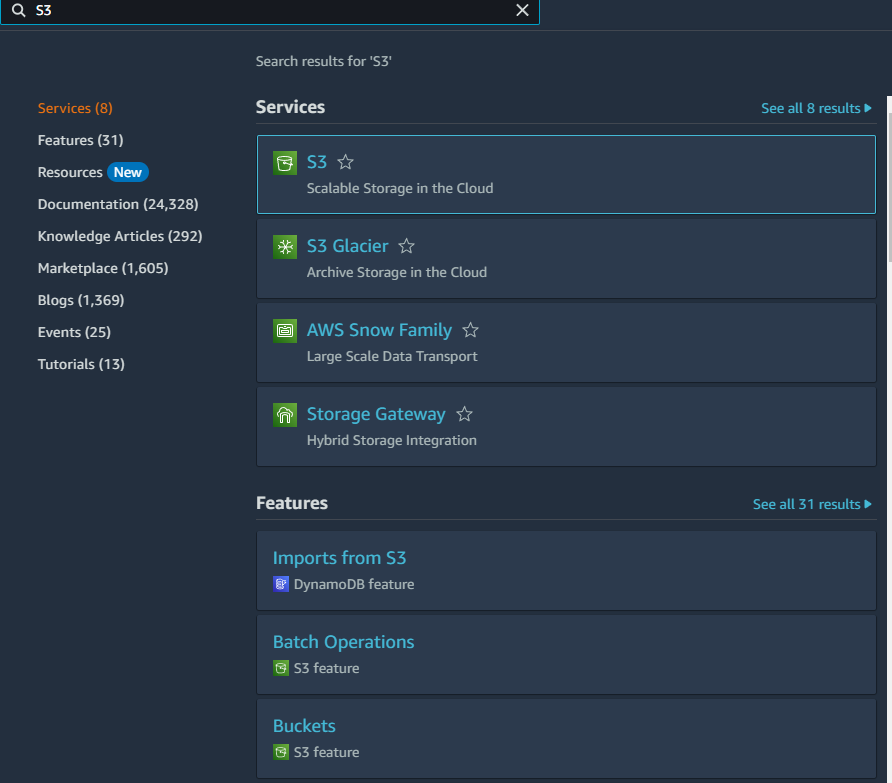 S3
Search results for 'S3'
Services (8)
Features (31)
Resources New
Documentation (24,328)
Knowledge Articles (292)
Marketplace (1,605)
Blogs (1,369)
Events (25)
Tutorials (13)
Services
See all 8 results
S3
Scalable Storage in the Cloud
S3 Glacier
Archive Storage in the Cloud
AWS Snow Family
Large Scale Data Transport
Storage Gateway
Hybrid Storage Integration
Features
See all 31 results
Imports from S3
DynamoDB feature
Batch Operations
S3 feature
Buckets
S3 feature